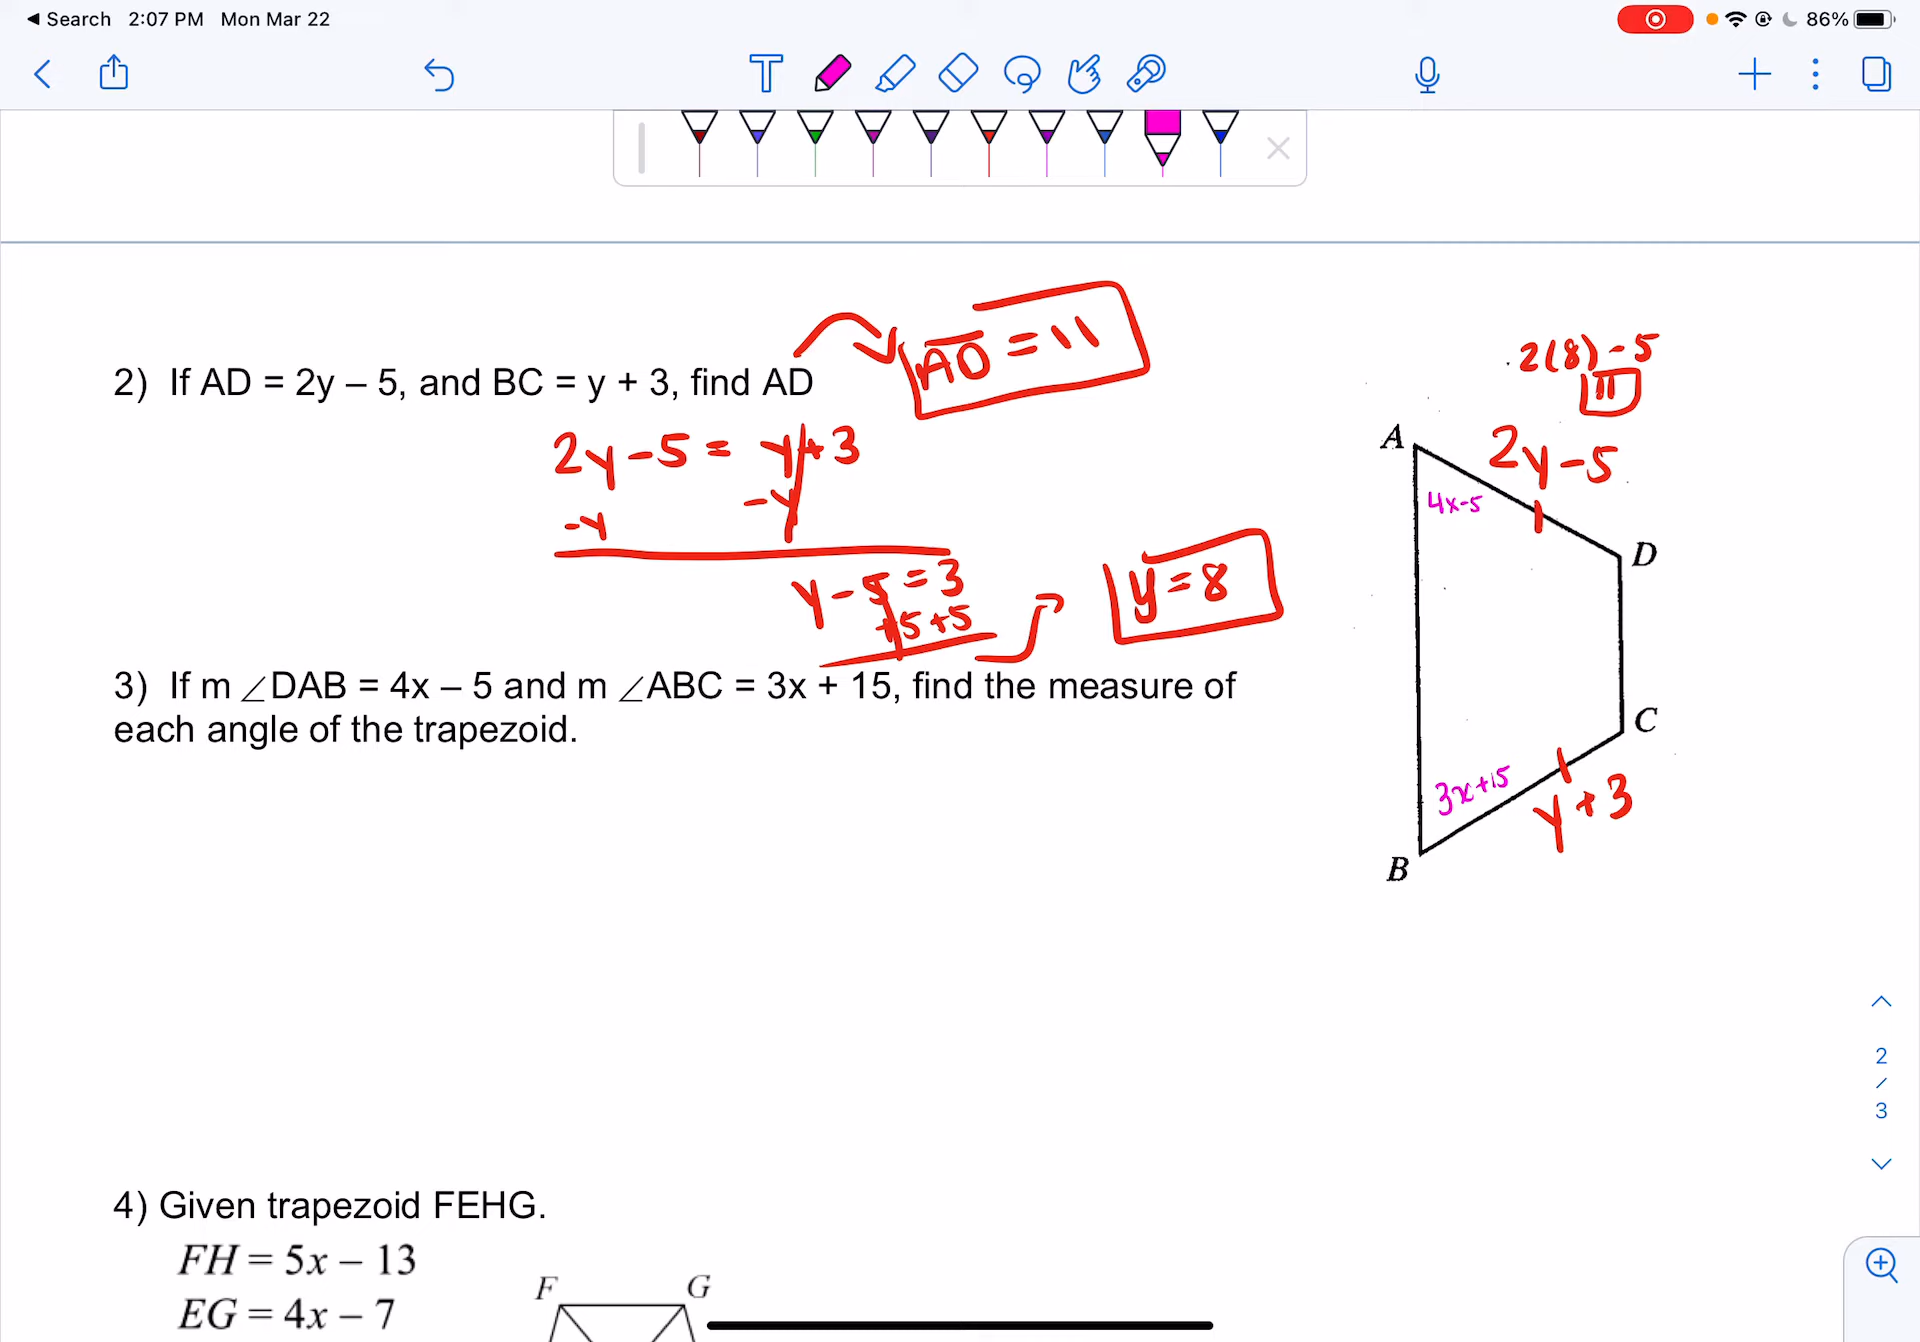 ◀ Search 2:07 PM Mon Mar 22
86%
AD = 11
2) If AD = 2y – 5, and BC = y + 3, find AD
2y - 5 = y + 3
-y -y
y - 5 = 3
+5 +5
y = 8
3) If m ∠DAB = 4x – 5 and m ∠ABC = 3x + 15, find the measure of
each angle of the trapezoid.
2(8) - 5
11
2y - 5
A
4x-5
D
C
3x+15
y + 3
B
2
/
3
4) Given trapezoid FEHG.
FH = 5x – 13
EG = 4x – 7
F G